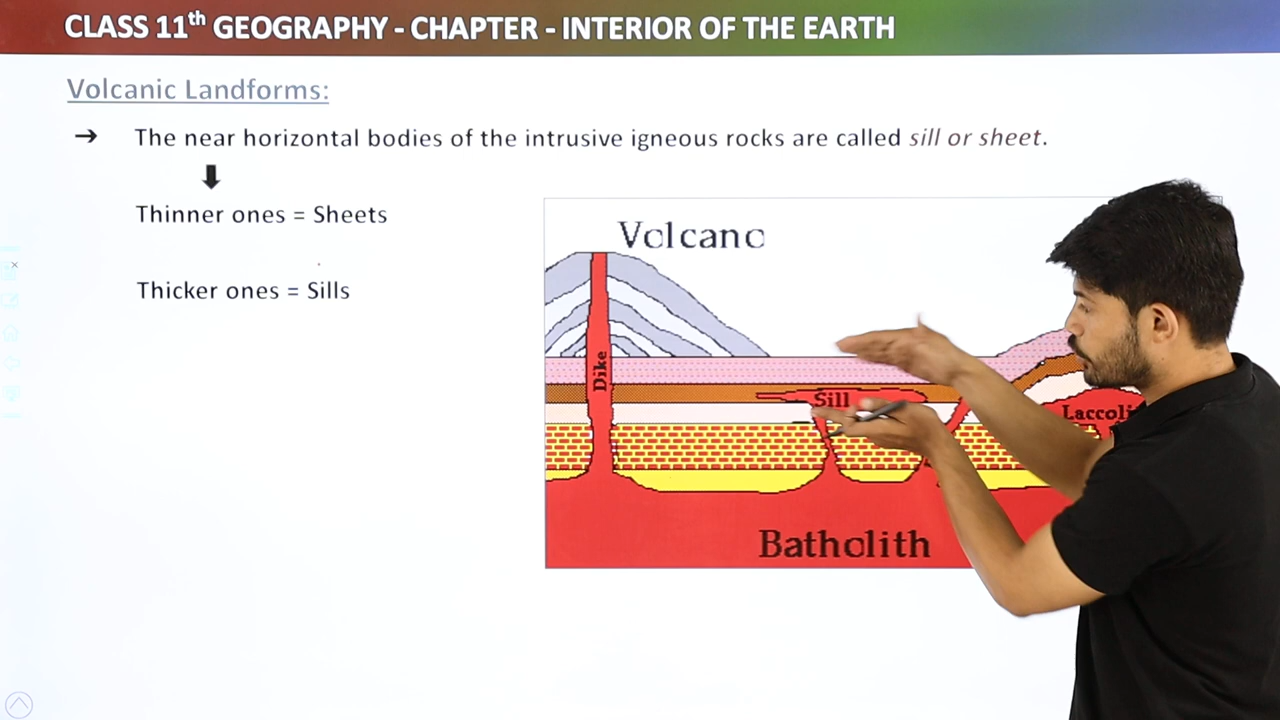 CLASS 11th GEOGRAPHY - CHAPTER - INTERIOR OF THE EARTH
Volcanic Landforms:
→ The near horizontal bodies of the intrusive igneous rocks are called sill or sheet.
Thinner ones = Sheets
Thicker ones = Sills
Volcano
Dike
Sill
Batholith